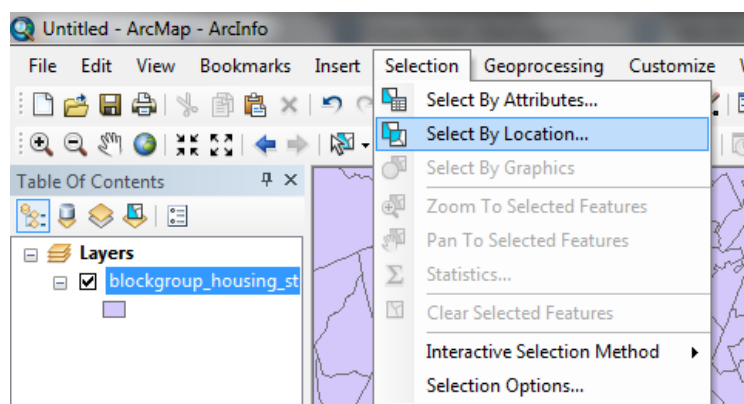 Untitled - ArcMap - ArcInfo
File Edit View Bookmarks Insert Selection Geoprocessing Customize
Select By Attributes...
Select By Location...
Select By Graphics
Zoom To Selected Features
Pan To Selected Features
Statistics...
Clear Selected Features
Interactive Selection Method
Selection Options...
Table Of Contents
Layers
blockgroup_housing_st